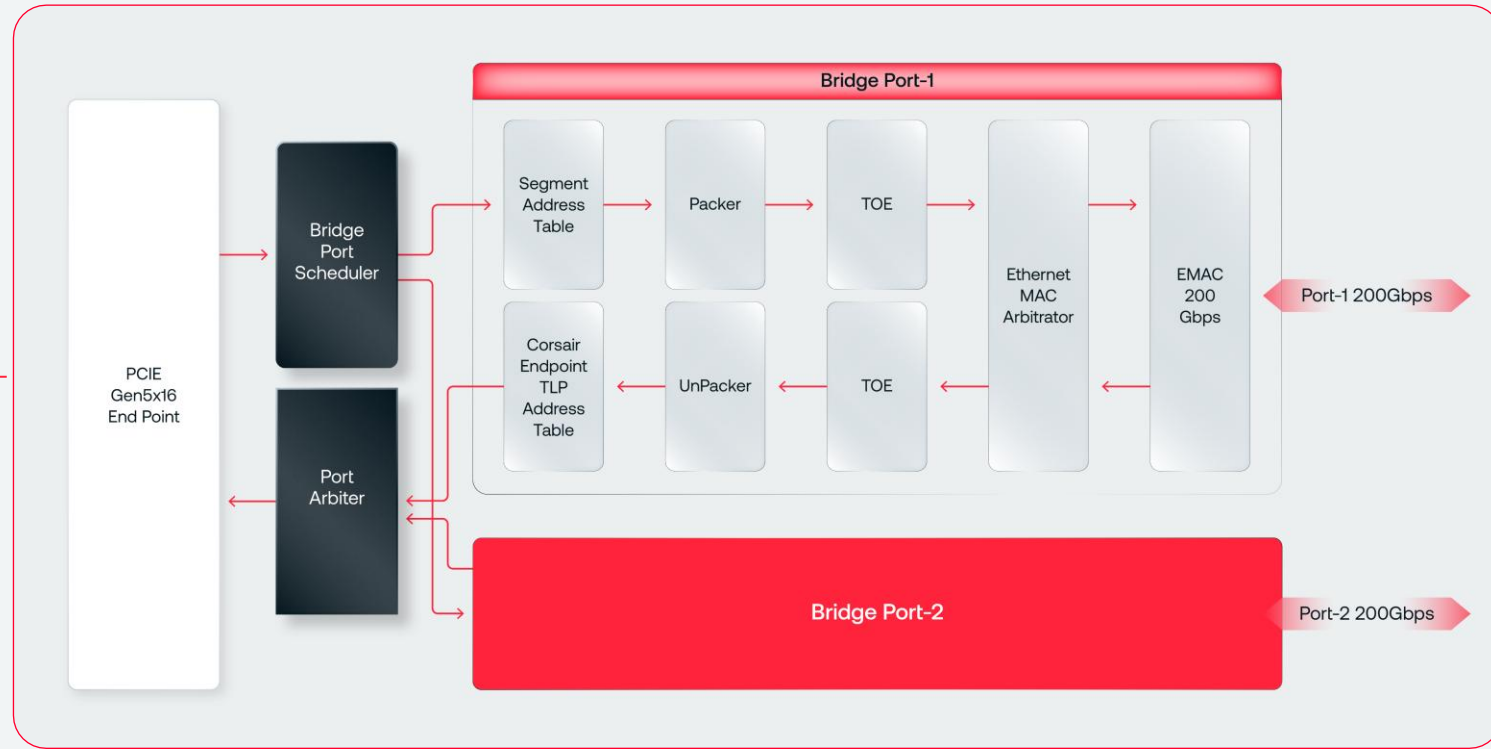 PCIE
Gen5x16
End Point
Bridge
Port
Scheduler
Port
Arbiter
Bridge Port-1
Segment
Address
Table
Packer
TOE
Ethernet
MAC
Arbitrator
EMAC
200
Gbps
Corsair
Endpoint
TLP
Address
Table
UnPacker
TOE
Port-1 200Gbps
Bridge Port-2
Port-2 200Gbps